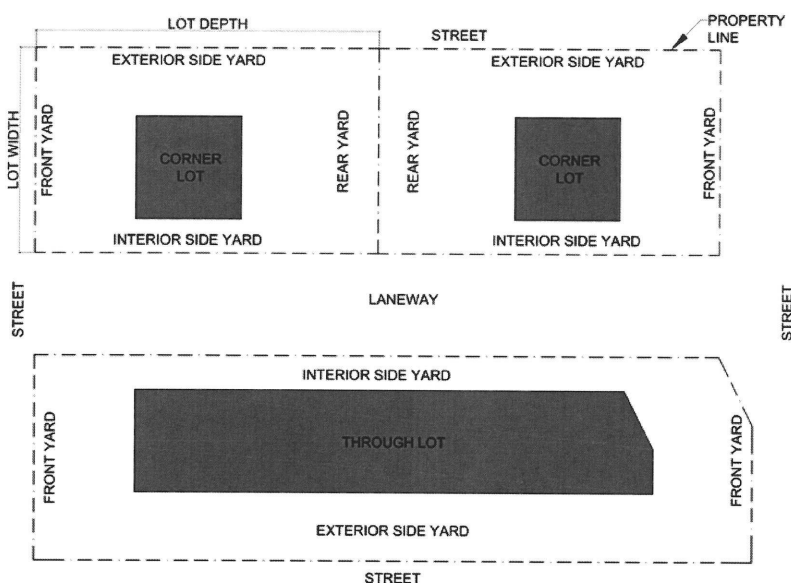 LOT DEPTH
STREET
PROPERTY
LINE
EXTERIOR SIDE YARD
EXTERIOR SIDE YARD
LOT WIDTH
FRONT YARD
CORNER
LOT
REAR YARD
REAR YARD
CORNER
LOT
FRONT YARD
INTERIOR SIDE YARD
INTERIOR SIDE YARD
STREET
LANEWAY
STREET
INTERIOR SIDE YARD
FRONT YARD
THROUGH LOT
FRONT YARD
EXTERIOR SIDE YARD
STREET